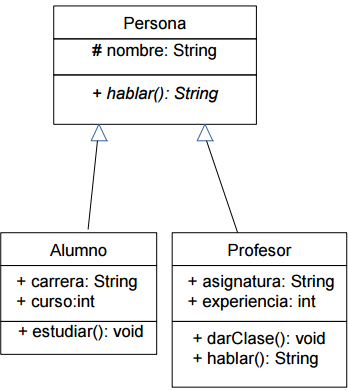 Persona
# nombre: String
+ hablar(): String
Alumno
+ carrera: String
+ curso:int
+ estudiar(): void
Profesor
+ asignatura: String
+ experiencia: int
+ darClase(): void
+ hablar(): String